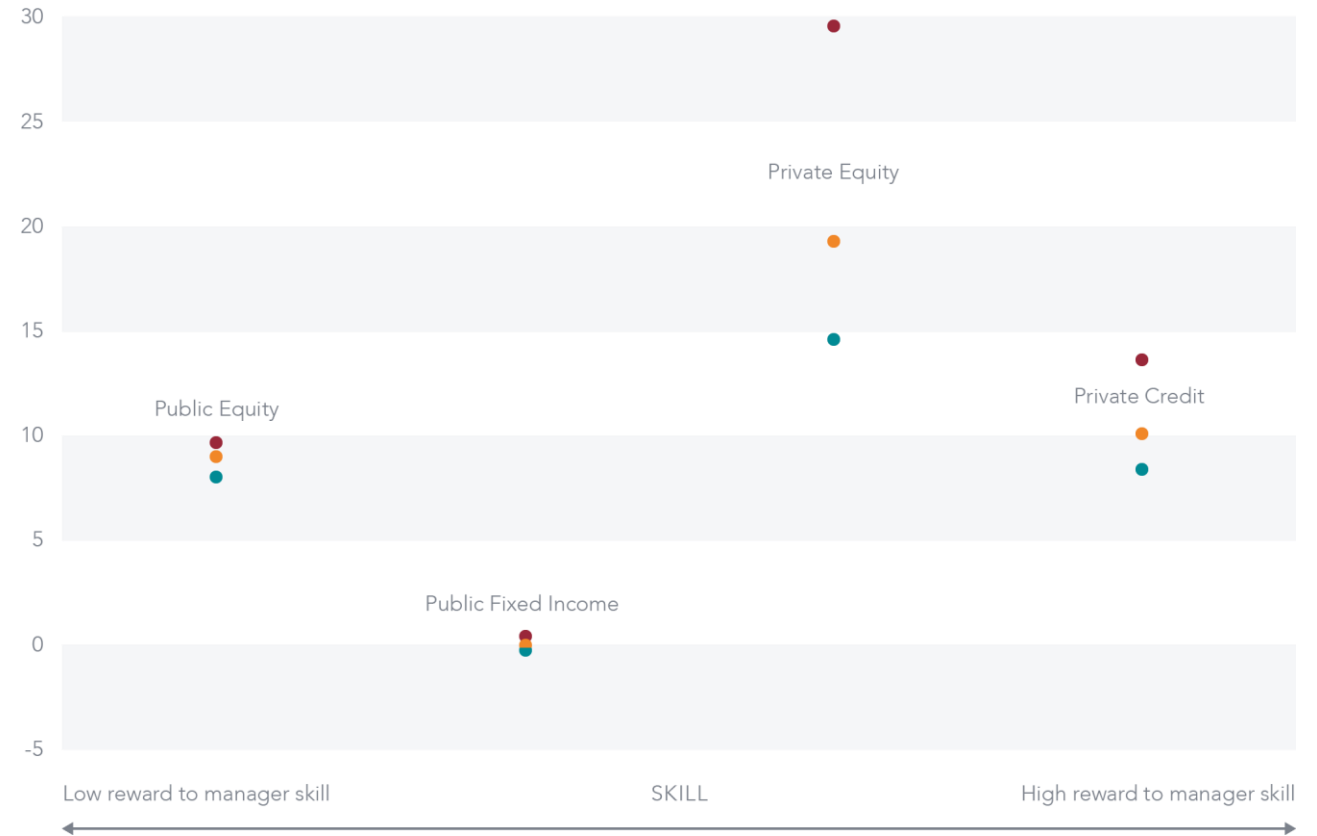 30
25
Private Equity
20
15
Private Credit
Public Equity
10
5
Public Fixed Income
0
-5
Low reward to manager skill SKILL High reward to manager skill